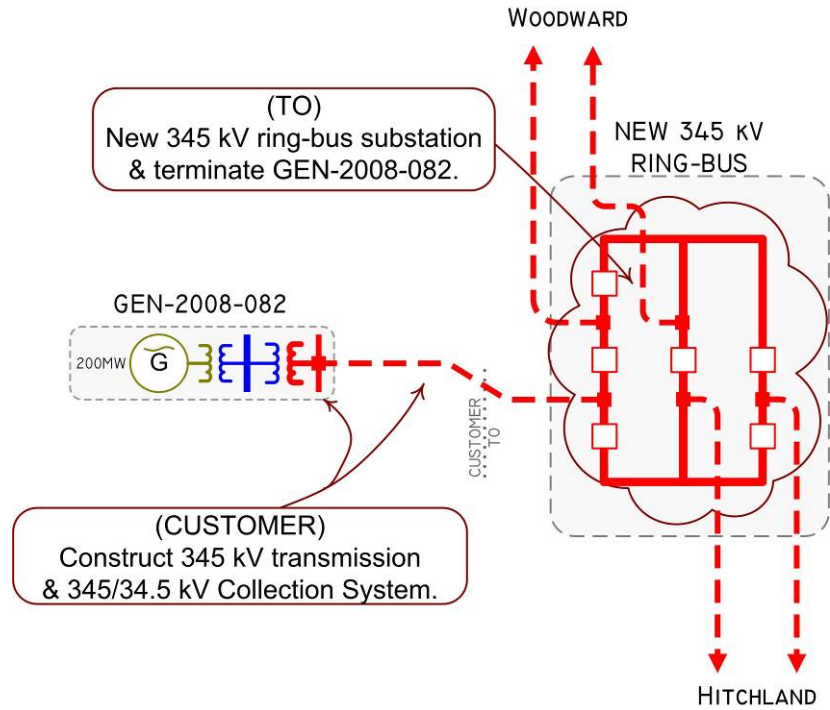 WOODWARD
(TO)
New 345 kV ring-bus substation
& terminate GEN-2008-082.
NEW 345 KV
RING-BUS
GEN-2008-082
200MW
G
CUSTOMER
TO
(CUSTOMER)
Construct 345 kV transmission
& 345/34.5 kV Collection System.
HITCHLAND